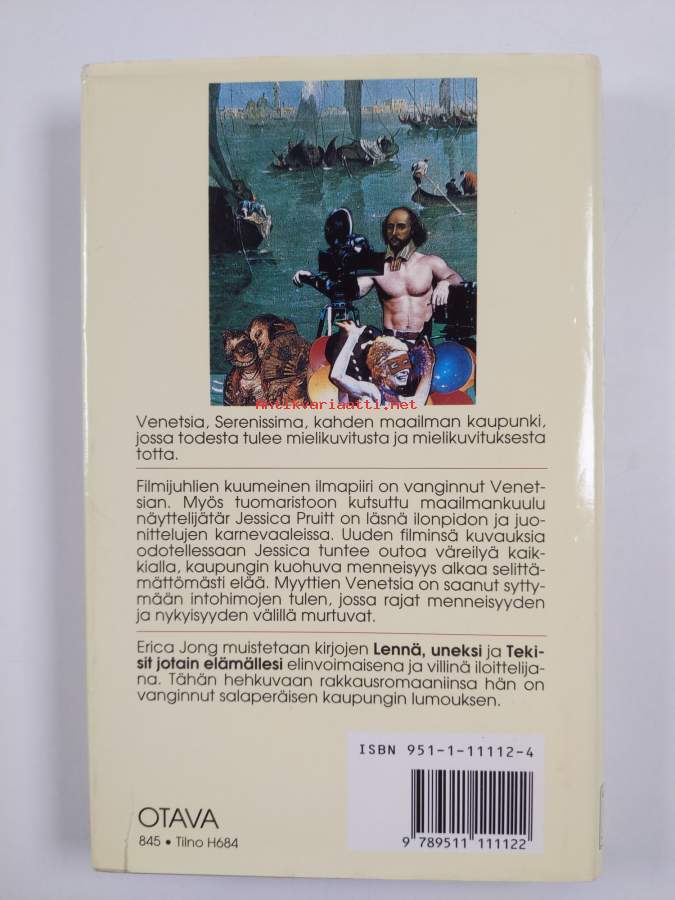 Antikvariaatti.net
Venetsia, Serenissima, kahden maailman kaupunki,
jossa todesta tulee mielikuvitusta ja mielikuvituksesta
totta.
Filmijuhlien kuumeinen ilmapiiri on vanginnut Venet-
sian. Myös tuomaristoon kutsuttu maailmankuulu
näyttelijätär Jessica Pruitt on läsnä ilonpidon ja juo-
nittelujen karnevaaleissa. Uuden filminsä kuvauksia
odotellessaan Jessica tuntee outoa väreilyä kaik-
kialla, kaupungin kuohuva menneisyys alkaa selittä-
mättömästi elää. Myyttien Venetsia on saanut sytty-
mään intohimojen tulen, jossa rajat menneisyyden
ja nykyisyyden välillä murtuvat.
Erica Jong muistetaan kirjojen Lennä, uneksi ja Teki-
sit jotain elämällesi elinvoimaisena ja villinä iloittelija-
na. Tähän hehkuvaan rakkausromaaniinsa hän on
vanginnut salaperäisen kaupungin lumouksen.
ISBN 951-1-11112-4
9 789511 111122
OTAVA
845 • Tilno H684